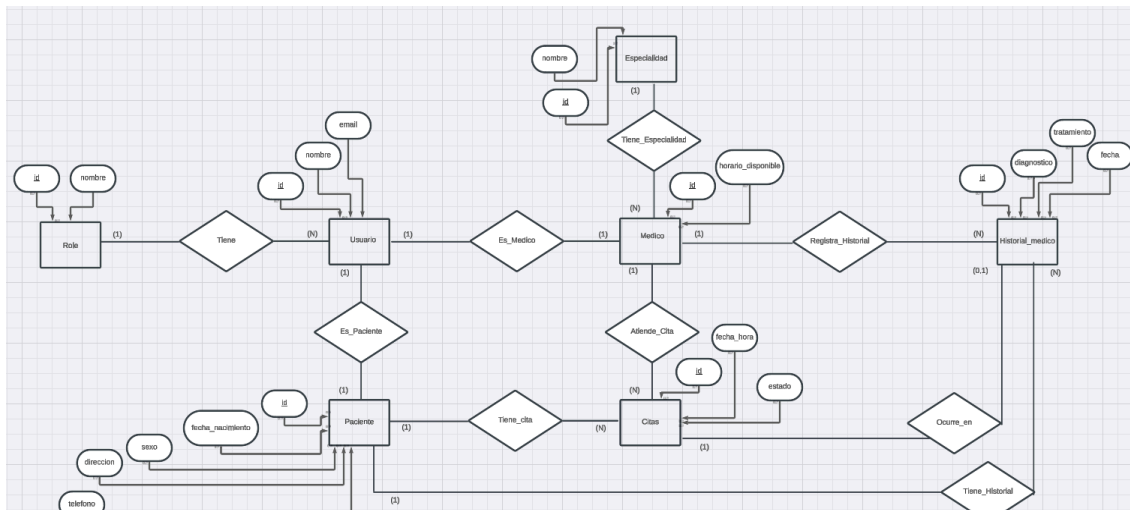 Especialidad
nombre
(1)
id
email
Tiene_Especialidad
tratamiento
nombre
horario_disponible
diagnostico
fecha
id
nombre
id
id
id
(N)
Role
(1)
Tiene
(N)
Usuario
(1)
Es_Medico
(1)
Medico
(1)
Registra_Historial
(N)
Historial_medico
(1)
(1)
(0,1)
(N)
Es_Paciente
Atiende_Cita
fecha_hora
id
estado
(1)
(N)
id
fecha_nacimiento
Paciente
(1)
Tiene_cita
(N)
Citas
Ocurre_en
sexo
(1)
direccion
Tiene_Historial
telefono
(1)